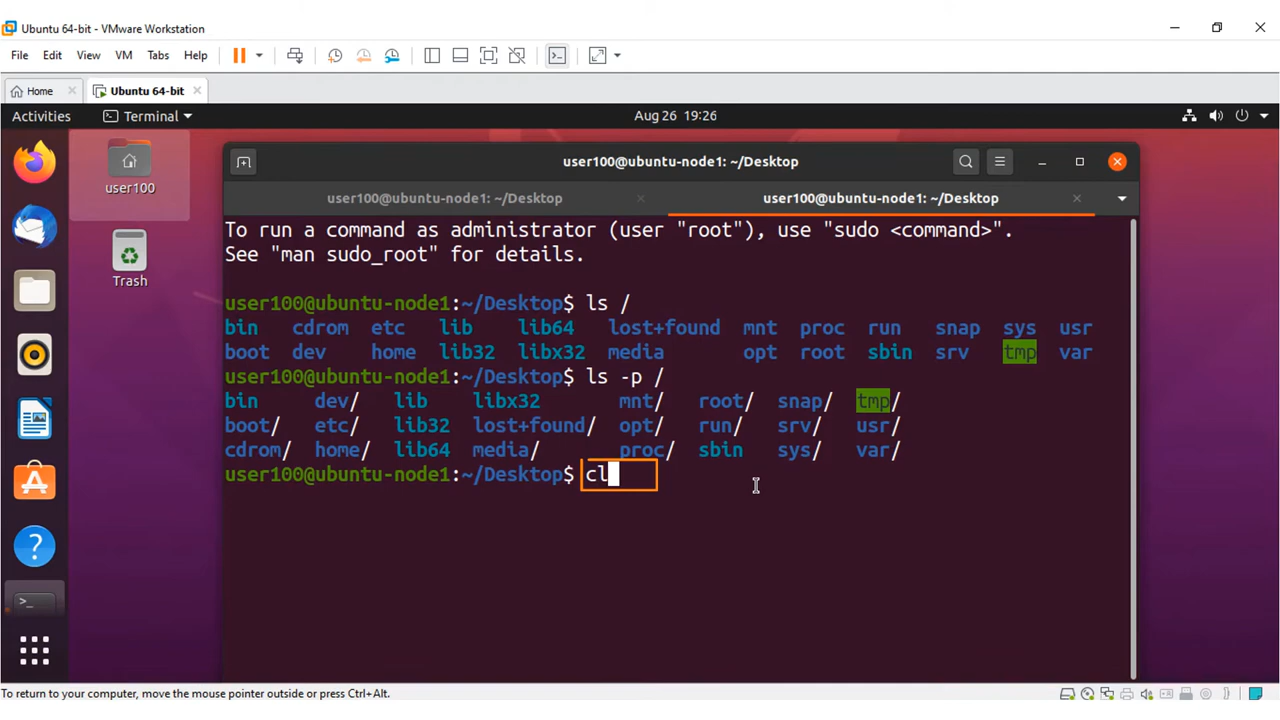 Ubuntu 64-bit - VMware Workstation
File Edit View VM Tabs Help
Home Ubuntu 64-bit
Activities Terminal Aug 26 19:26
user100@ubuntu-node1: ~/Desktop
user100@ubuntu-node1: ~/Desktop user100@ubuntu-node1: ~/Desktop
user100
Trash
To run a command as administrator (user "root"), use "sudo <command>".
See "man sudo_root" for details.
user100@ubuntu-node1:~/Desktop$ ls /
bin cdrom etc lib lib64 lost+found mnt proc run snap sys usr
boot dev home lib32 libx32 media opt root sbin srv tmp var
user100@ubuntu-node1:~/Desktop$ ls -p /
bin dev/ lib libx32 mnt/ root/ snap/ tmp/
boot/ etc/ lib32 lost+found/ opt/ run/ srv/ usr/
cdrom/ home/ lib64 media/ proc/ sbin sys/ var/
user100@ubuntu-node1:~/Desktop$ cl
To return to your computer, move the mouse pointer outside or press Ctrl+Alt.